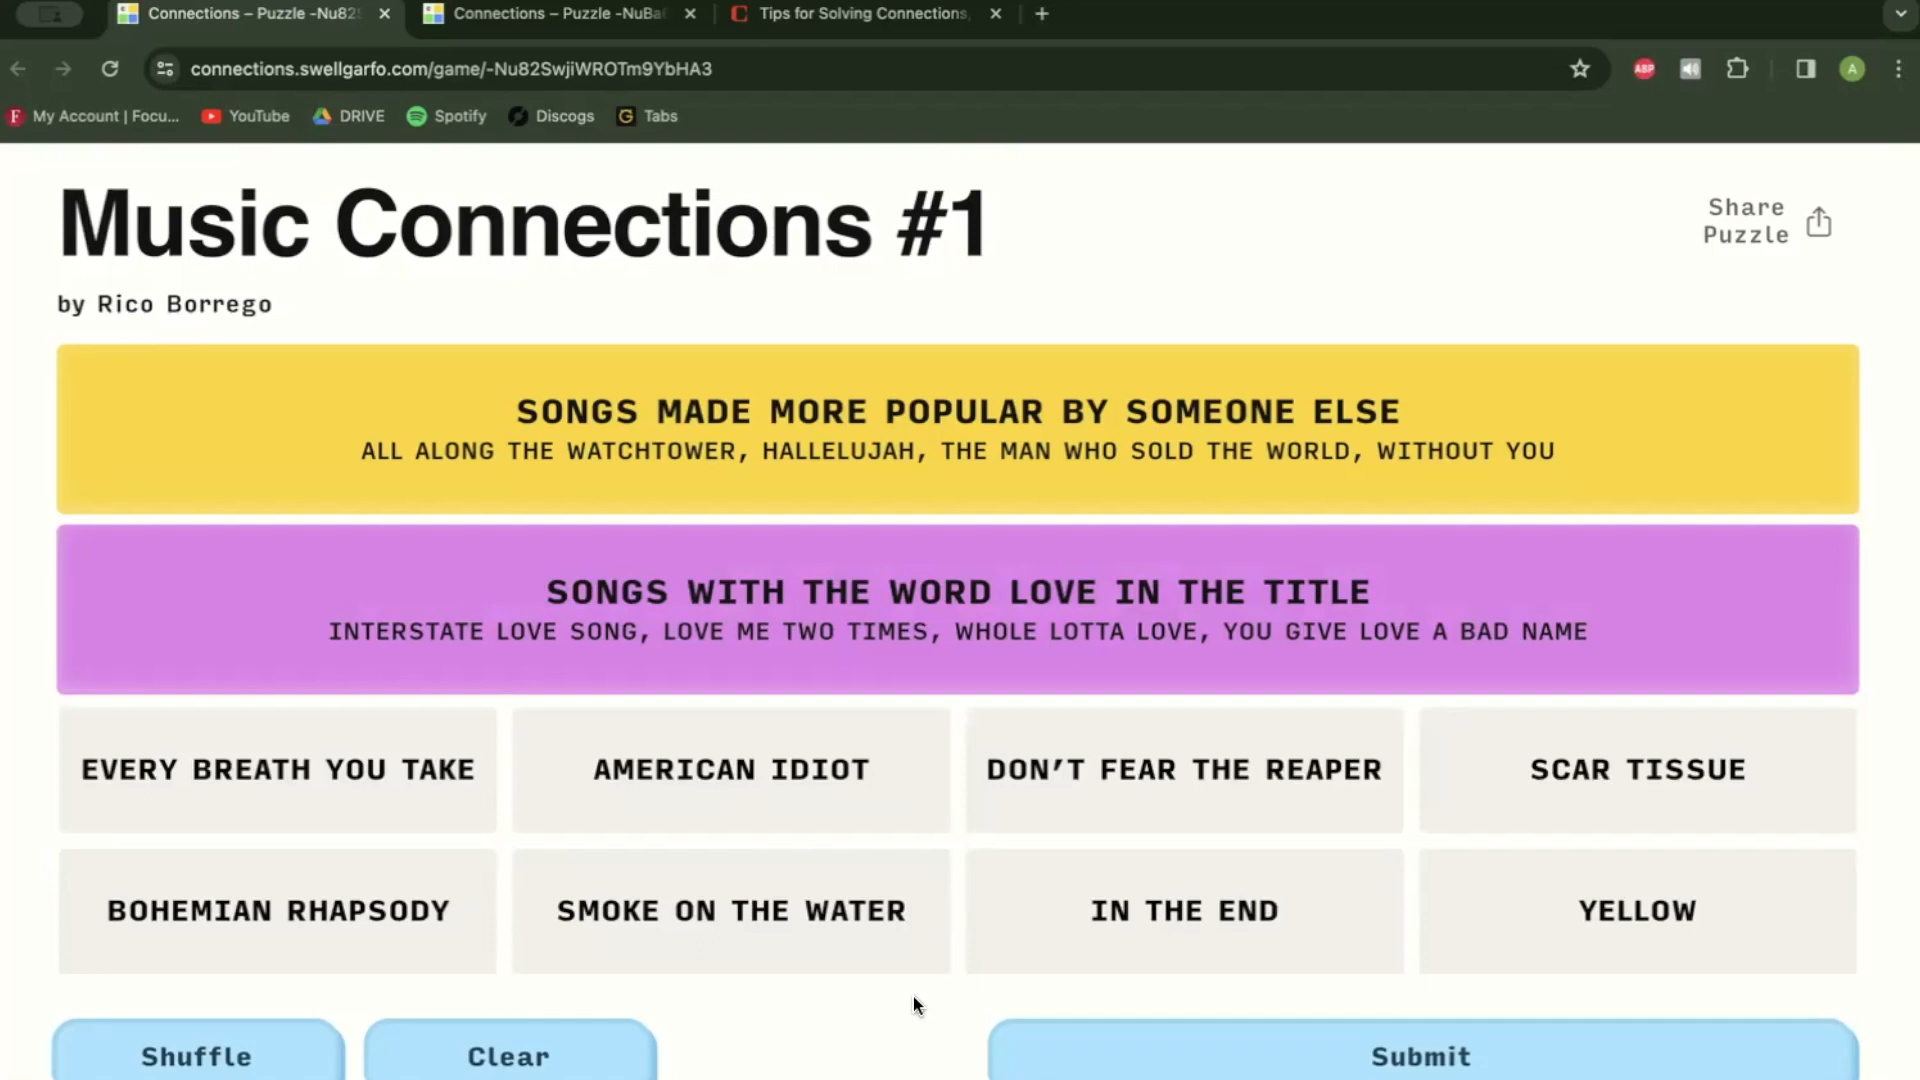 Connections – Puzzle -Nu82S
Connections – Puzzle -NuBa
Tips for Solving Connections,
connections.swellgarfo.com/game/-Nu82SwjiWROTm9YbHA3
ABP
A
My Account | Focu...
YouTube
DRIVE
Spotify
Discogs
Tabs
Music Connections #1
Share
Puzzle
by Rico Borrego
SONGS MADE MORE POPULAR BY SOMEONE ELSE
ALL ALONG THE WATCHTOWER, HALLELUJAH, THE MAN WHO SOLD THE WORLD, WITHOUT YOU
SONGS WITH THE WORD LOVE IN THE TITLE
INTERSTATE LOVE SONG, LOVE ME TWO TIMES, WHOLE LOTTA LOVE, YOU GIVE LOVE A BAD NAME
EVERY BREATH YOU TAKE
AMERICAN IDIOT
DON’T FEAR THE REAPER
SCAR TISSUE
BOHEMIAN RHAPSODY
SMOKE ON THE WATER
IN THE END
YELLOW
Shuffle
Clear
Submit